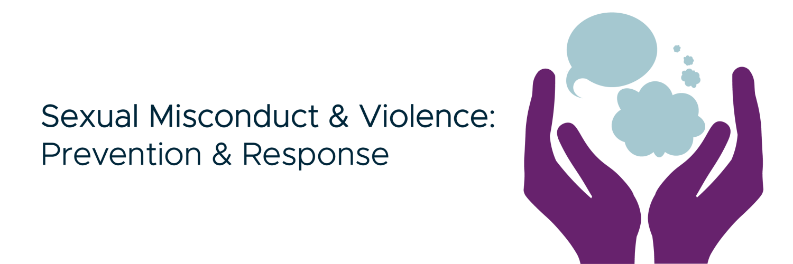 Sexual Misconduct & Violence:
Prevention & Response